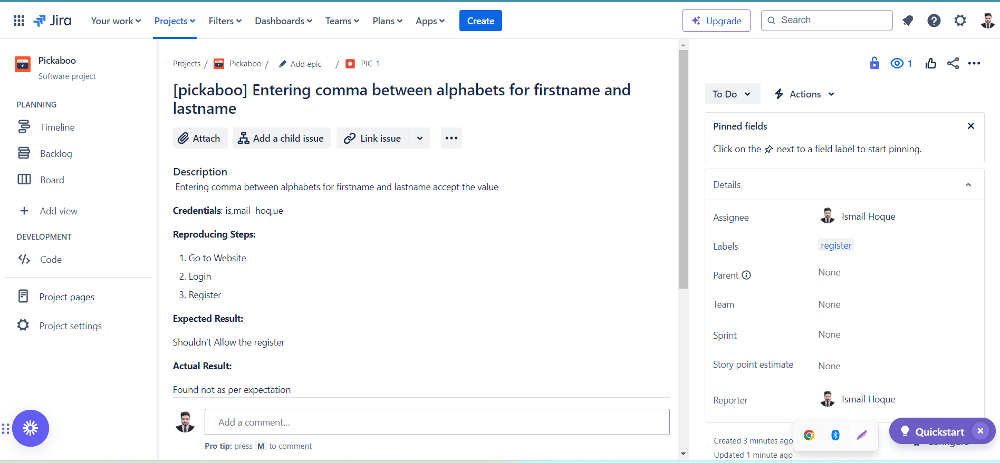 Jira Your work Projects Filters Dashboards Teams Plans Apps Create Upgrade Search
Pickaboo
Software project
PLANNING
Timeline
Backlog
Board
Add view
DEVELOPMENT
Code
Project pages
Project settings
Projects / Pickaboo / Add epic / PIC-1
[pickaboo] Entering comma between alphabets for firstname and
lastname
Attach Add a child issue Link issue
Description
Entering comma between alphabets for firstname and lastname accept the value
Credentials: is,mail hoq,ue
Reproducing Steps:
1. Go to Website
2. Login
3. Register
Expected Result:
Shouldn't Allow the register
Actual Result:
Found not as per expectation
Add a comment...
Pro tip: press M to comment
1
To Do Actions
Pinned fields
Click on the next to a field label to start pinning.
Details
Assignee Ismail Hoque
Labels register
Parent None
Team None
Sprint None
Story point estimate None
Reporter Ismail Hoque
Created 3 minutes ago
Updated 1 minute ago
Quickstart
Configure